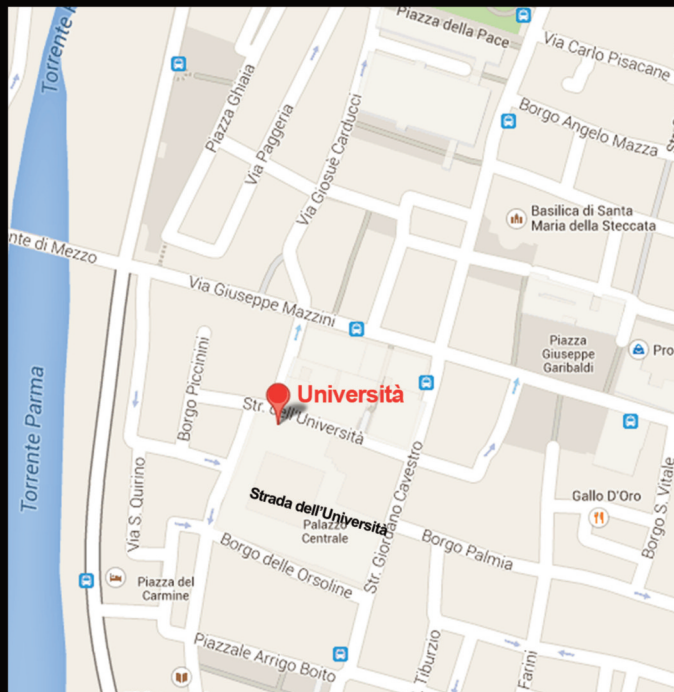 Torrente
Piazza della Pace
Via Carlo Pisacane
Piazza Ghiaia
Via Paggeria
Via Giosuè Carducci
Borgo Angelo Mazza
Basilica di Santa
Maria della Steccata
nte di Mezzo
Via Giuseppe Mazzini
Piazza
Giuseppe
Garibaldi
Pro
Borgo Piccinini
Università
Str. dell'Università
Torrente Parma
Via S. Quirino
Str. Giordano Cavestro
Gallo D'Oro
Borgo S. Vitale
Strada dell'Università
Palazzo
Centrale
Borgo Palmia
Borgo delle Orsoline
Piazza del
Carmine
Piazzale Arrigo Boito
Tiburzio
Farini